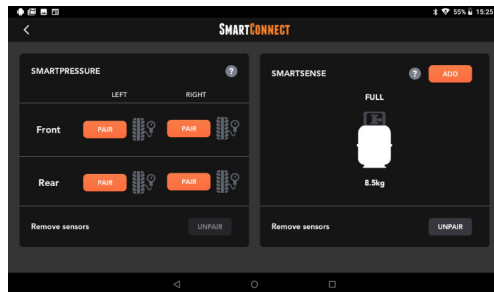 55% 15:25
SMARTCONNECT
SMARTPRESSURE ?
LEFT RIGHT
Front PAIR PAIR
Rear PAIR PAIR
Remove sensors UNPAIR
SMARTSENSE ? ADD
FULL
8.5kg
Remove sensors UNPAIR